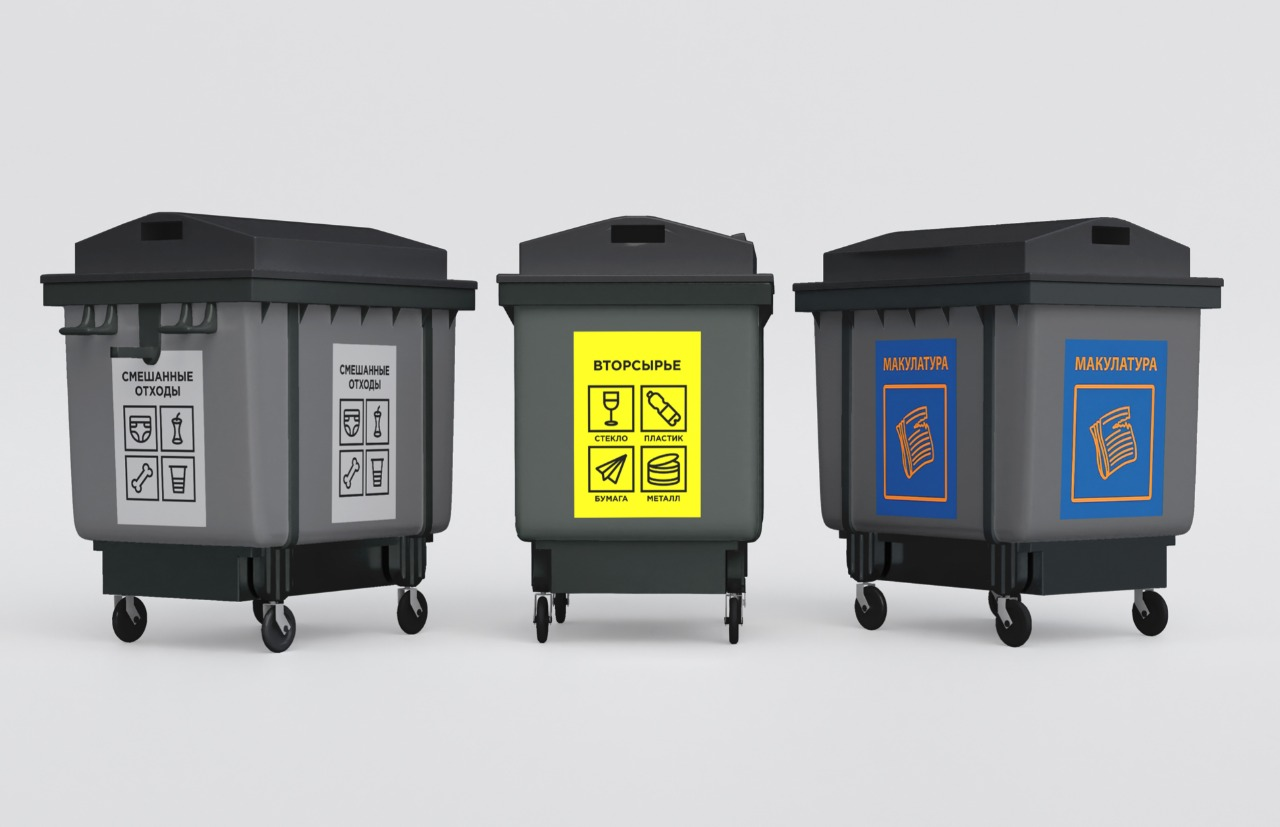 СМЕШАННЫЕ
ОТХОДЫ
СМЕШАННЫЕ
ОТХОДЫ
ВТОРСЫРЬЕ
СТЕКЛО ПЛАСТИК
БУМАГА МЕТАЛЛ
МАКУЛАТУРА
МАКУЛАТУРА